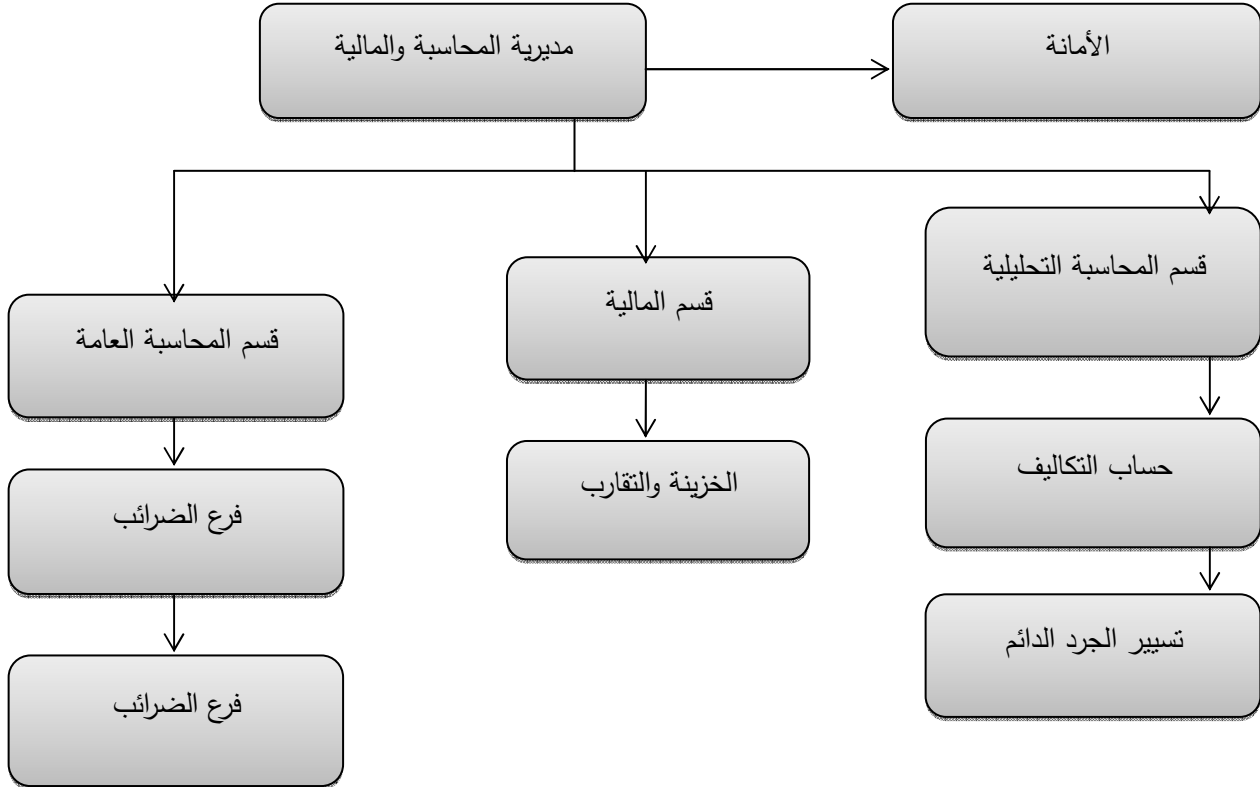 مديرية المحاسبة والمالية
الأمانة
قسم المحاسبة التحليلية
قسم المالية
قسم المحاسبة العامة
حساب التكاليف
الخزينة والتقارب
فرع الضرائب
تسيير الجرد الدائم
فرع الضرائب